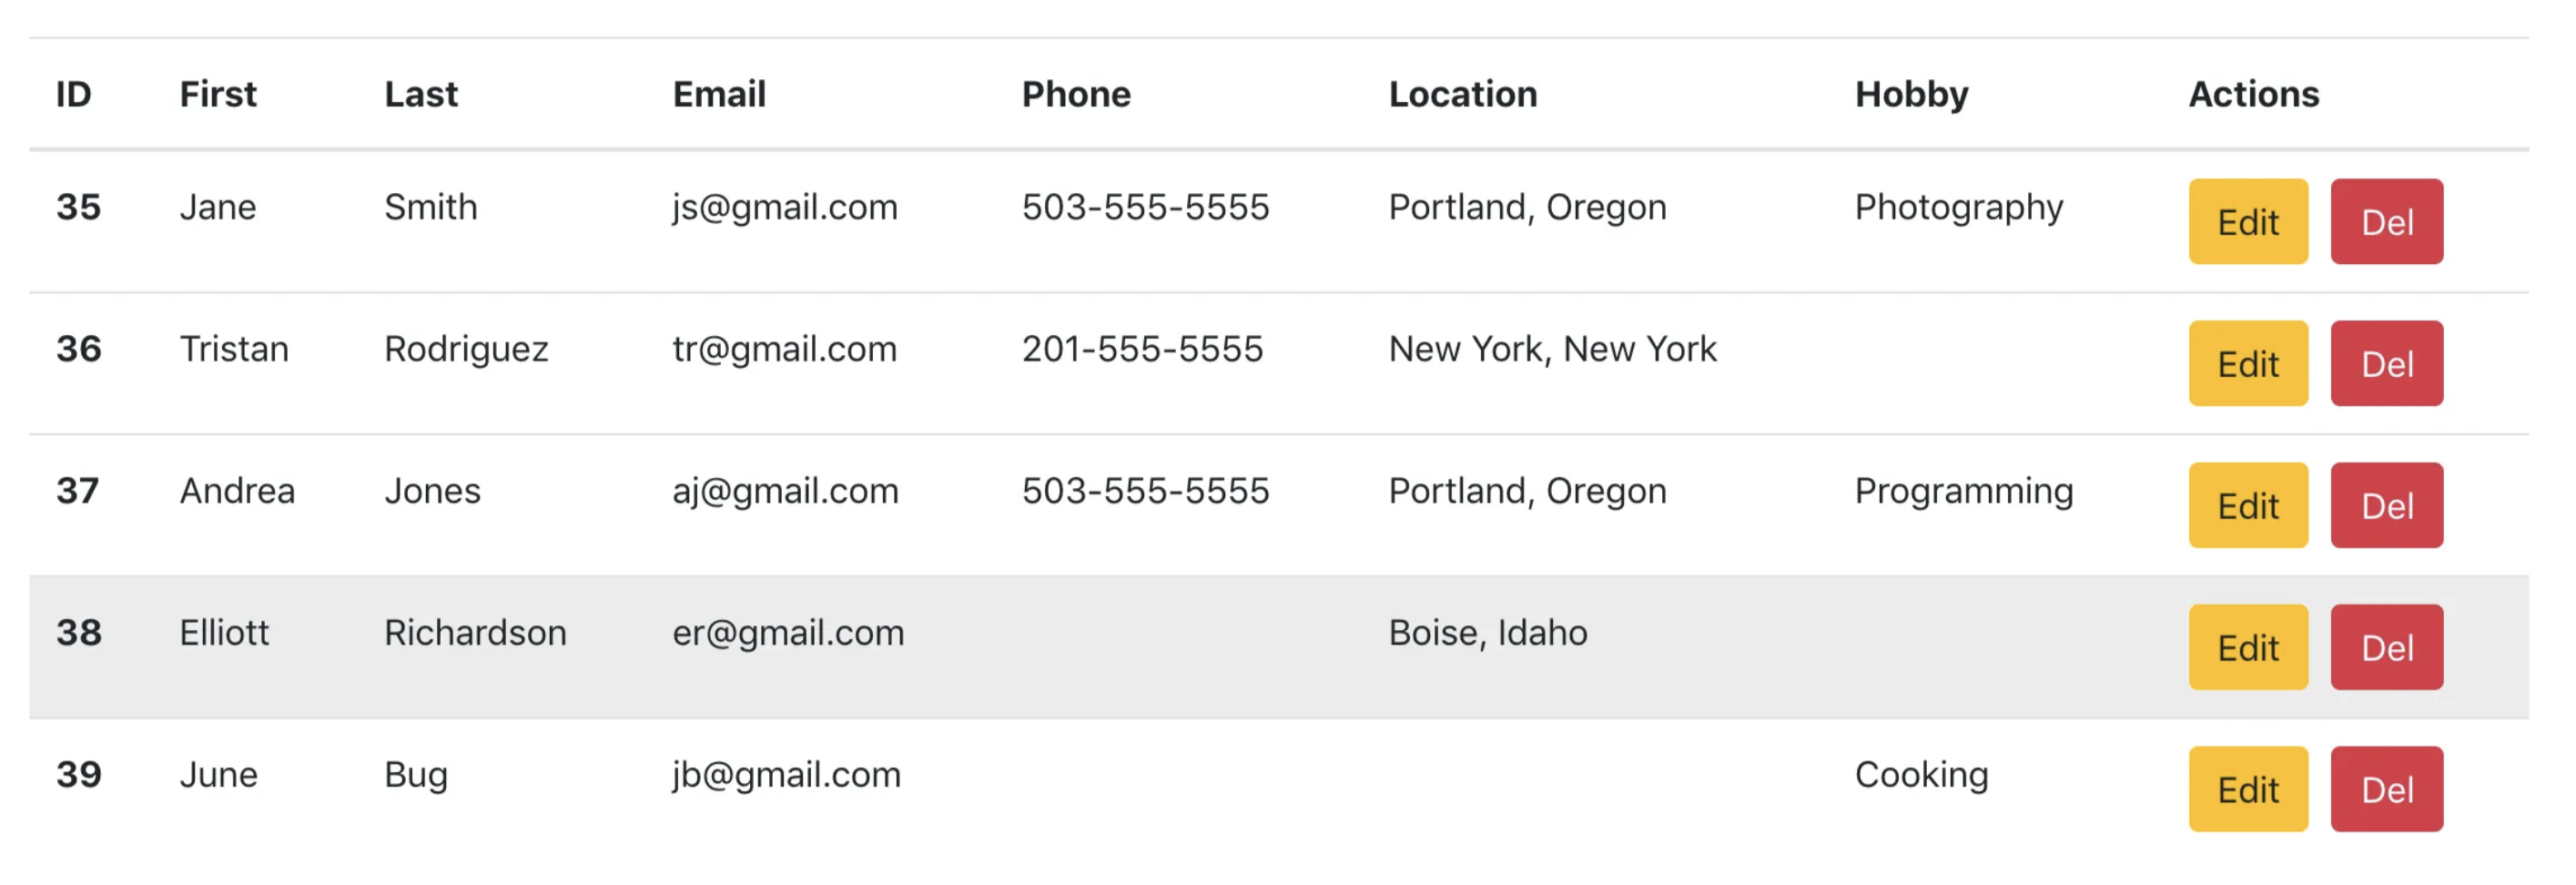 ID First Last Email Phone Location Hobby Actions
35 Jane Smith js@gmail.com 503-555-5555 Portland, Oregon Photography Edit Del
36 Tristan Rodriguez tr@gmail.com 201-555-5555 New York, New York Edit Del
37 Andrea Jones aj@gmail.com 503-555-5555 Portland, Oregon Programming Edit Del
38 Elliott Richardson er@gmail.com Boise, Idaho Edit Del
39 June Bug jb@gmail.com Cooking Edit Del